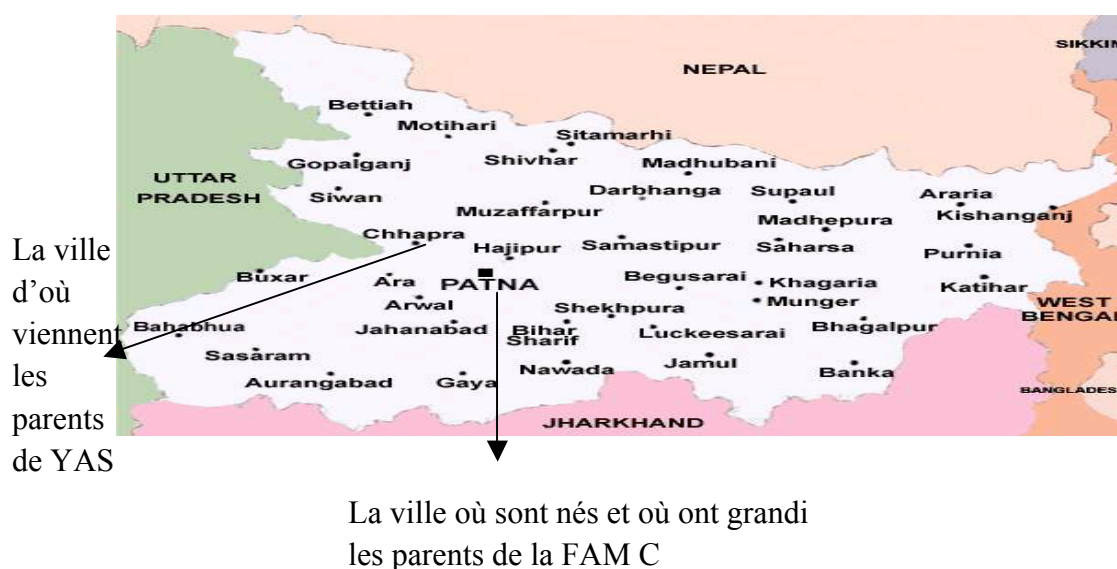 SIKKIM
NEPAL
Bettiah
Motihari
Sitamarhi
Gopalganj
Shivhar
Madhubani
UTTAR
PRADESH
Siwan
Darbhanga
Supaul
Araria
Muzaffarpur
Madhepura
Kishanganj
Chhapra
Hajipur
Samastipur
Saharsa
Purnia
Buxar
Ara
PATNA
Begusarai
Khagaria
Katihar
Arwal
Shekhpura
Munger
WEST
BENGAL
Bahabhua
Jahanabad
Bihar
Sharif
Luckeesarai
Bhagalpur
Sasaram
Aurangabad
Gaya
Nawada
Jamul
Banka
BANGLADES
JHARKHAND
La ville
d’où
viennent
les
parents
de YAS
La ville où sont nés et où ont grandi
les parents de la FAM C